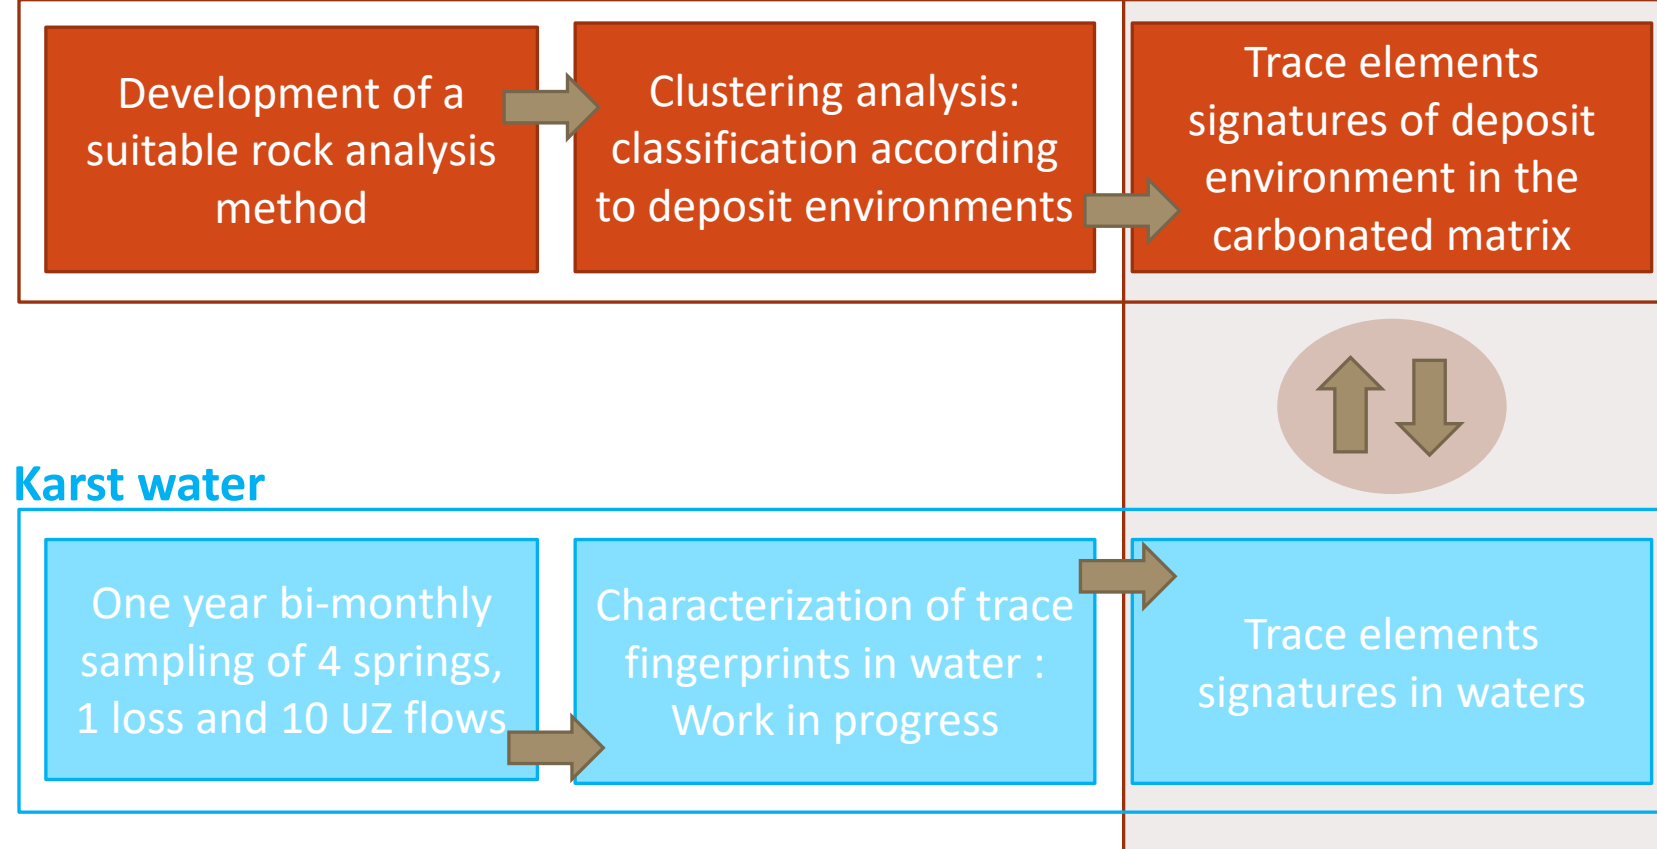 Development of a
suitable rock analysis
method
Clustering analysis:
classification according
to deposit environments
Trace elements
signatures of deposit
environment in the
carbonated matrix
Karst water
One year bi-monthly
sampling of 4 springs,
1 loss and 10 UZ flows
Characterization of trace
fingerprints in water :
Work in progress
Trace elements
signatures in waters